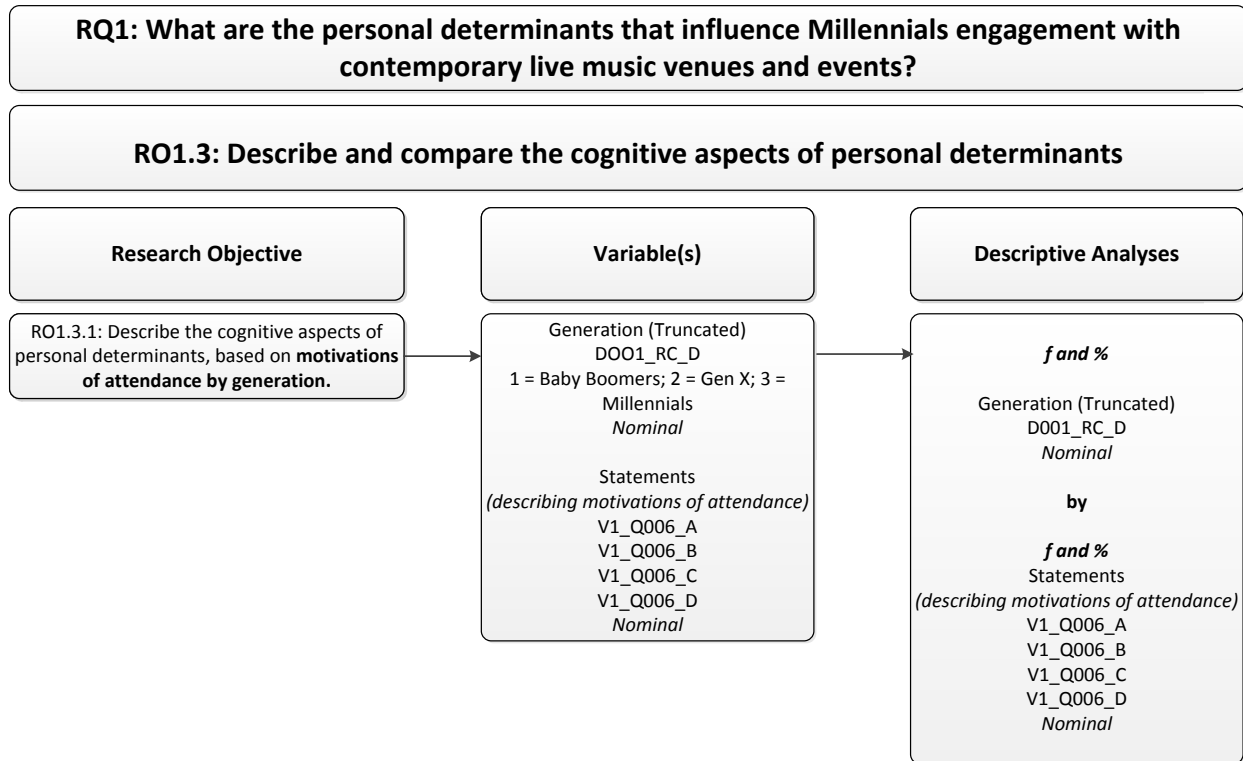 RQ1: What are the personal determinants that influence Millennials engagement with
contemporary live music venues and events?
RO1.3: Describe and compare the cognitive aspects of personal determinants
Research Objective
Variable(s)
Descriptive Analyses
RO1.3.1: Describe the cognitive aspects of
personal determinants, based on motivations
of attendance by generation.
Generation (Truncated)
DOO1_RC_D
1 = Baby Boomers; 2 = Gen X; 3 =
Millennials
Nominal
Statements
(describing motivations of attendance)
V1_Q006_A
V1_Q006_B
V1_Q006_C
V1_Q006_D
Nominal
f and %
Generation (Truncated)
D001_RC_D
Nominal
by
f and %
Statements
(describing motivations of attendance)
V1_Q006_A
V1_Q006_B
V1_Q006_C
V1_Q006_D
Nominal